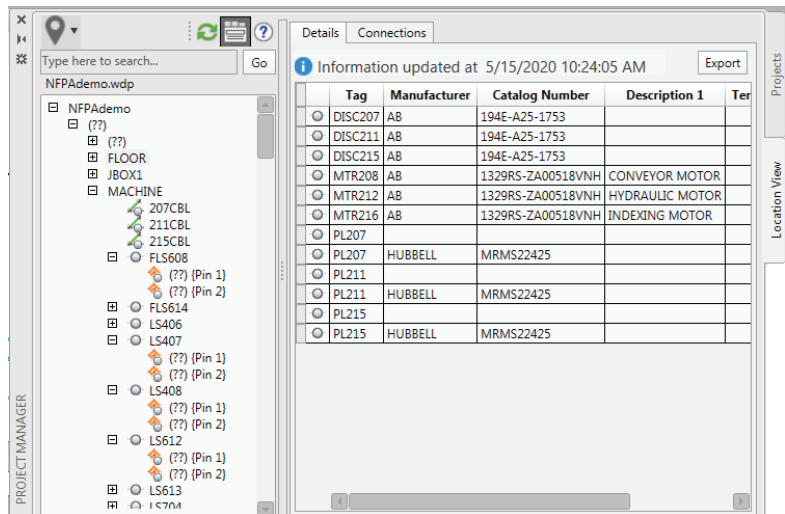 Type here to search...
Go
NFPAdemo.wdp
NFPAdemo
(??)
(??)
FLOOR
JBOX1
MACHINE
207CBL
211CBL
215CBL
FLS608
(??) {Pin 1}
(??) {Pin 2}
FLS614
LS406
LS407
(??) {Pin 1}
(??) {Pin 2}
LS408
(??) {Pin 1}
(??) {Pin 2}
LS612
(??) {Pin 1}
(??) {Pin 2}
LS613
LS704
PROJECT MANAGER
Details Connections
Information updated at 5/15/2020 10:24:05 AM Export
Tag Manufacturer Catalog Number Description 1 Ter
DISC207 AB 194E-A25-1753
DISC211 AB 194E-A25-1753
DISC215 AB 194E-A25-1753
MTR208 AB 1329RS-ZA00518VNH CONVEYOR MOTOR
MTR212 AB 1329RS-ZA00518VNH HYDRAULIC MOTOR
MTR216 AB 1329RS-ZA00518VNH INDEXING MOTOR
PL207
PL207 HUBBELL MRMS22425
PL211
PL211 HUBBELL MRMS22425
PL215
PL215 HUBBELL MRMS22425
Projects
Location View